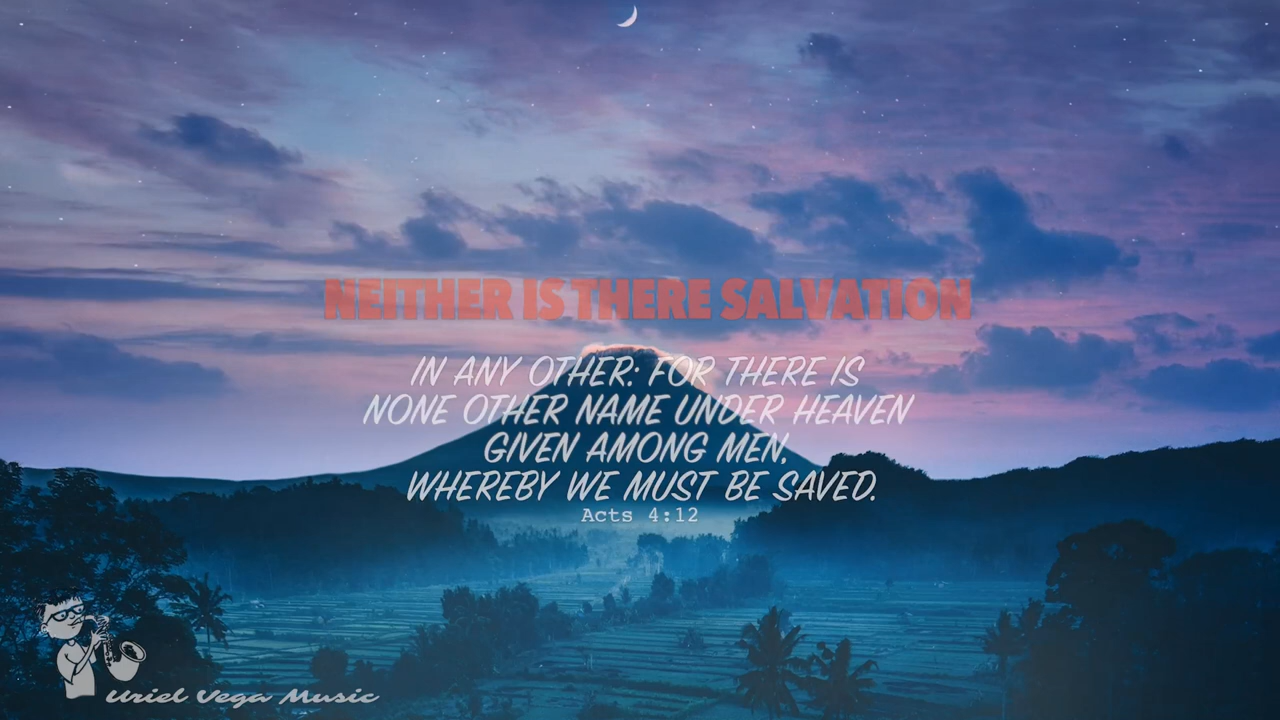 NEITHER IS THERE SALVATION
IN ANY OTHER: FOR THERE IS
NONE OTHER NAME UNDER HEAVEN
GIVEN AMONG MEN,
WHEREBY WE MUST BE SAVED.
Acts 4:12
Uriel Vega Music